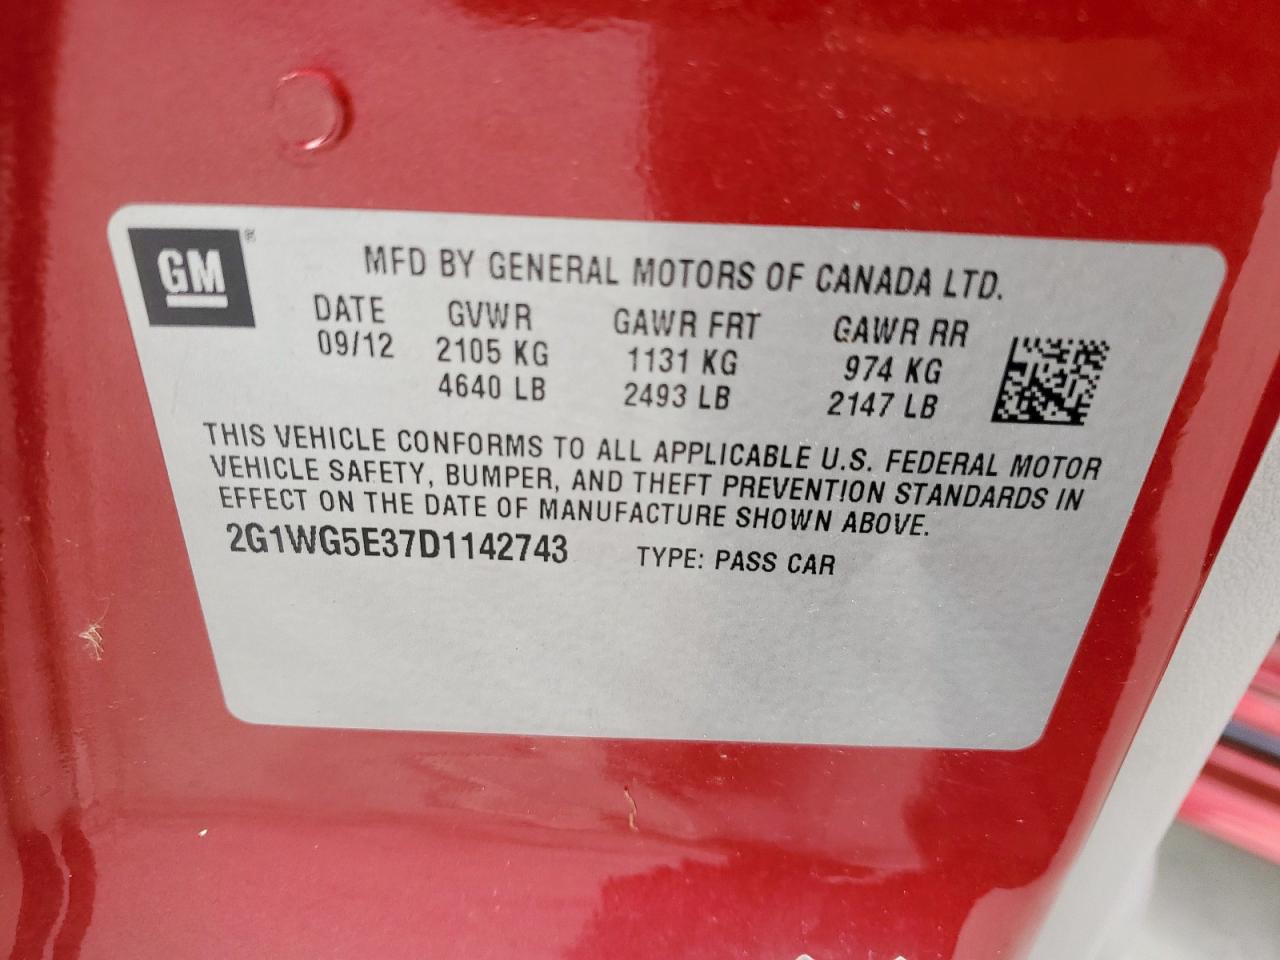 GM®
MFD BY GENERAL MOTORS OF CANADA LTD.
DATE GVWR GAWR FRT GAWR RR
09/12 2105 KG 1131 KG 974 KG
4640 LB 2493 LB 2147 LB
THIS VEHICLE CONFORMS TO ALL APPLICABLE U.S. FEDERAL MOTOR
VEHICLE SAFETY, BUMPER, AND THEFT PREVENTION STANDARDS IN
EFFECT ON THE DATE OF MANUFACTURE SHOWN ABOVE.
2G1WG5E37D1142743 TYPE: PASS CAR